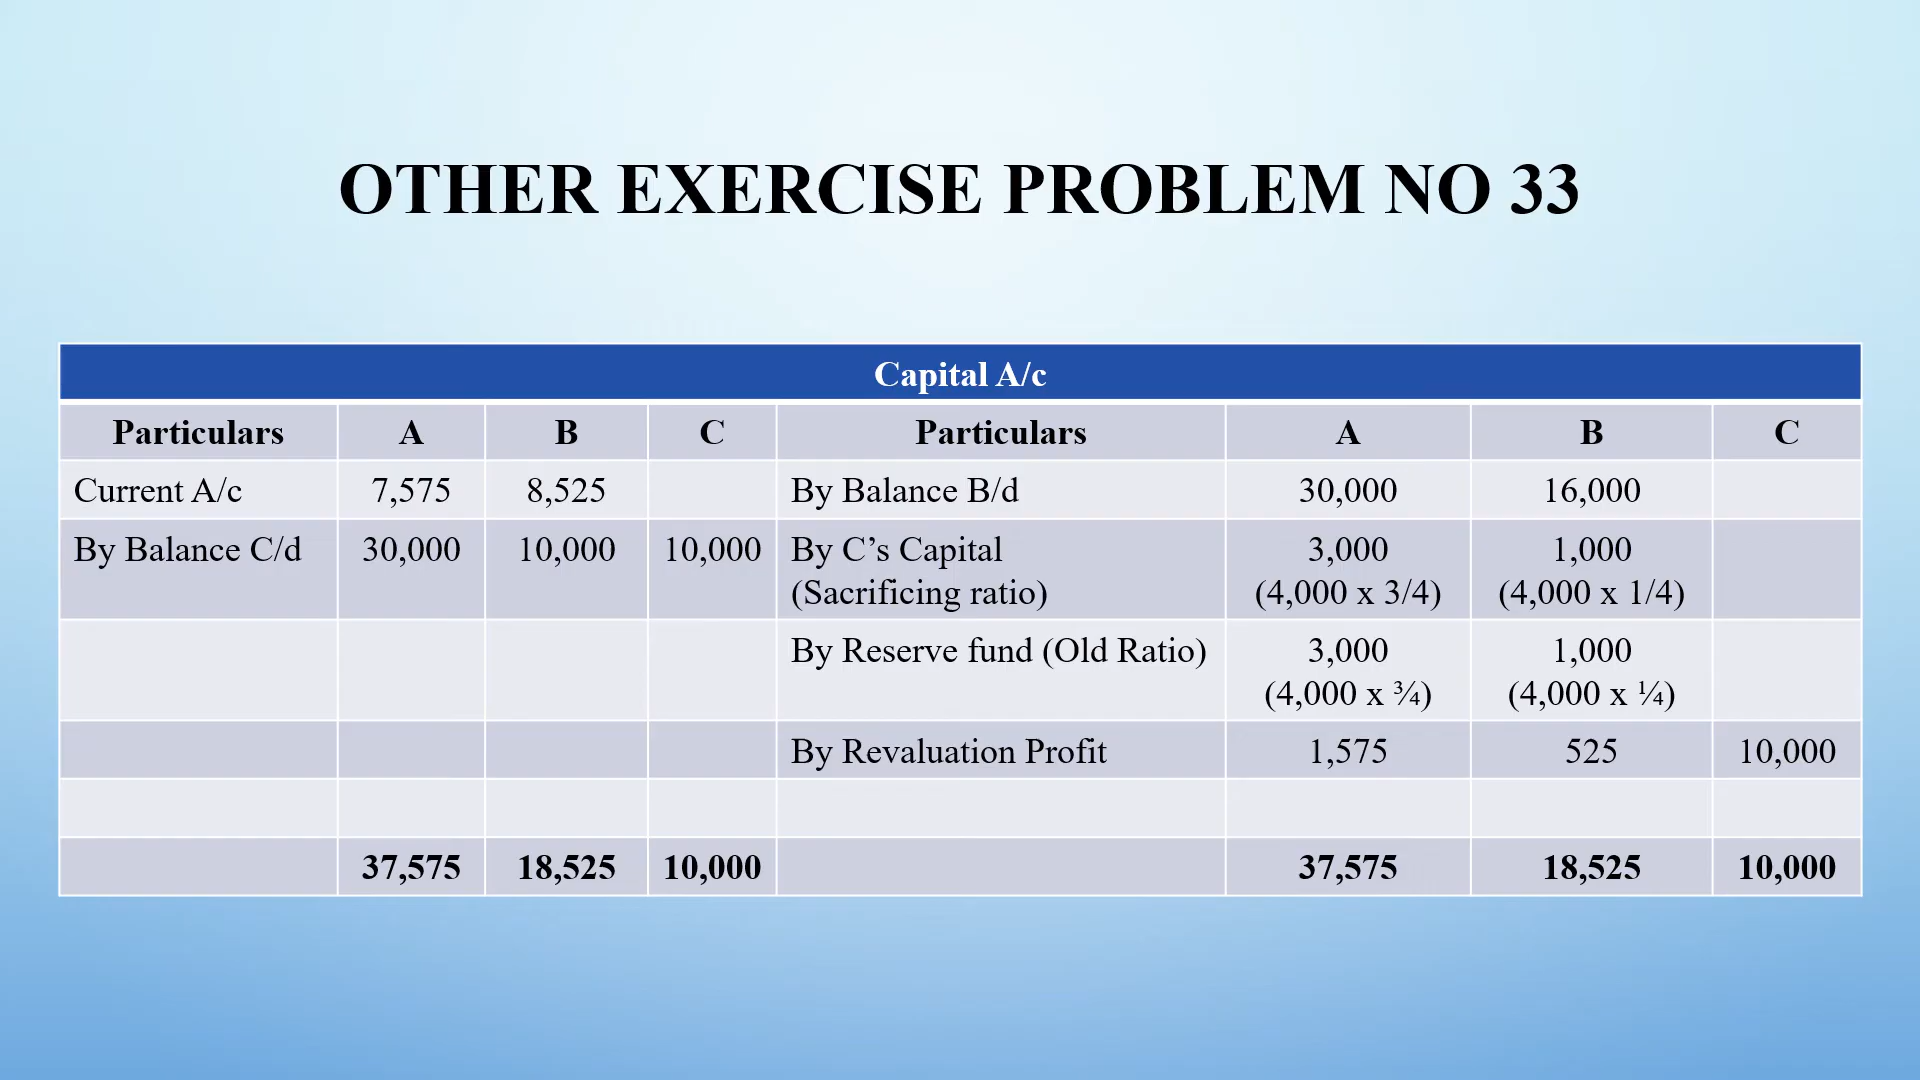 OTHER EXERCISE PROBLEM NO 33
Capital A/c
Particulars A B C Particulars A B C
Current A/c 7,575 8,525 By Balance B/d 30,000 16,000
By Balance C/d 30,000 10,000 10,000 By C’s Capital 3,000 1,000
(Sacrificing ratio) (4,000 x 3/4) (4,000 x 1/4)
By Reserve fund (Old Ratio) 3,000 1,000
(4,000 x ¾) (4,000 x ¼)
By Revaluation Profit 1,575 525 10,000
37,575 18,525 10,000 37,575 18,525 10,000